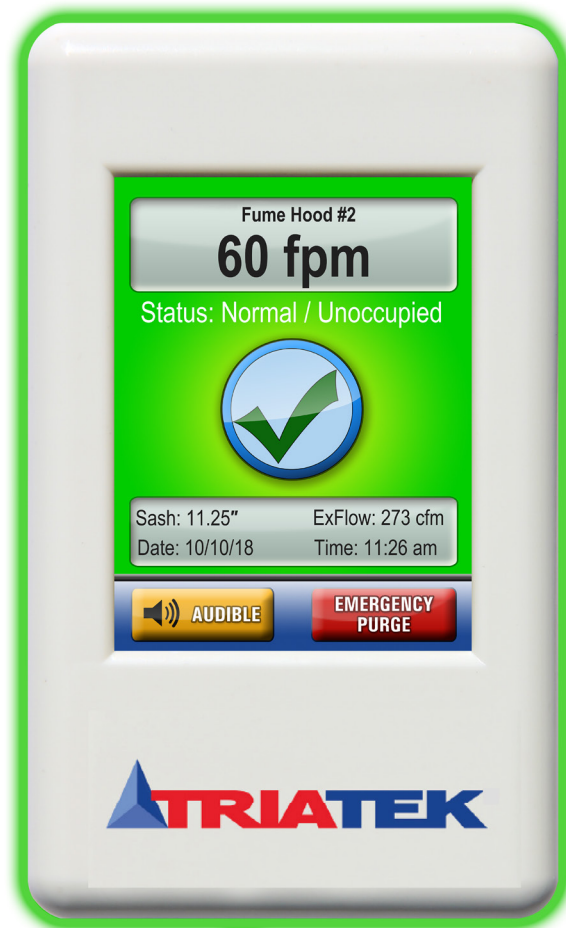 Fume Hood #2
60 fpm
Status: Normal / Unoccupied
Sash: 11.25″ ExFlow: 273 cfm
Date: 10/10/18 Time: 11:26 am
AUDIBLE
EMERGENCY
PURGE
TRIATEK